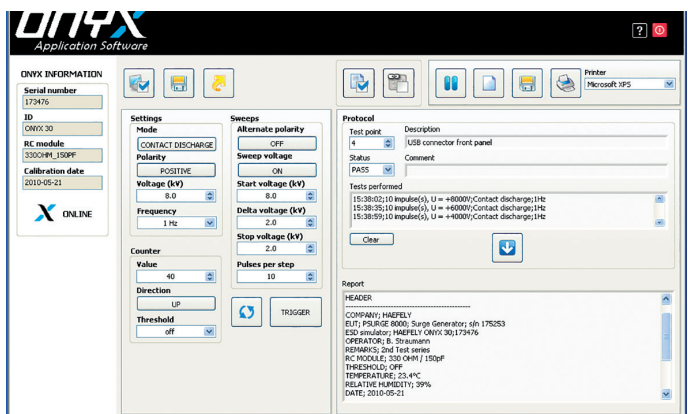 ONYX
Application Software
?
ONYX INFORMATION
Serial number
173476
ID
ONYX 30
RC module
330OHM_150PF
Calibration date
2010-05-21
ONLINE
Printer
Microsoft XPS
Settings
Mode
CONTACT DISCHARGE
Polarity
POSITIVE
Voltage (kV)
8.0
Frequency
1 Hz
Counter
Value
40
Direction
UP
Threshold
off
Sweeps
Alternate polarity
OFF
Sweep voltage
ON
Start voltage (kV)
8.0
Delta voltage (kV)
2.0
Stop voltage (kV)
2.0
Pulses per step
10
TRIGGER
Protocol
Test point
4
Description
USB connector front panel
Status
PASS
Comment
Tests performed
15:38:02;10 impulse(s), U = +8000V;Contact discharge;1Hz
15:38:35;10 impulse(s), U = +6000V;Contact discharge;1Hz
15:38:59;10 impulse(s), U = +4000V;Contact discharge;1Hz
Clear
Report
HEADER
--------------------------------------------
COMPANY; HAEFELY
EUT; PSURGE 8000; Surge Generator; s/n 175253
ESD simulator; HAEFELY ONYX 30;173476
OPERATOR; B. Straumann
REMARKS; 2nd Test series
RC MODULE; 330 OHM / 150pF
THRESHOLD; OFF
TEMPERATURE; 23.4°C
RELATIVE HUMIDITY; 39%
DATE; 2010-05-21